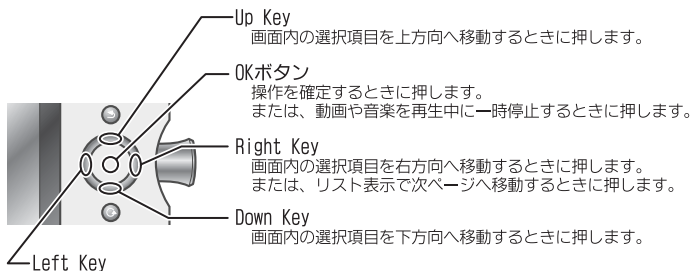 Up Key
画面内の選択項目を上方向へ移動するときに押します。
OKボタン
操作を確定するときに押します。
または、動画や音楽を再生中に一時停止するときに押します。
Right Key
画面内の選択項目を右方向へ移動するときに押します。
または、リスト表示で次ページへ移動するときに押します。
Down Key
画面内の選択項目を下方向へ移動するときに押します。
Left Key